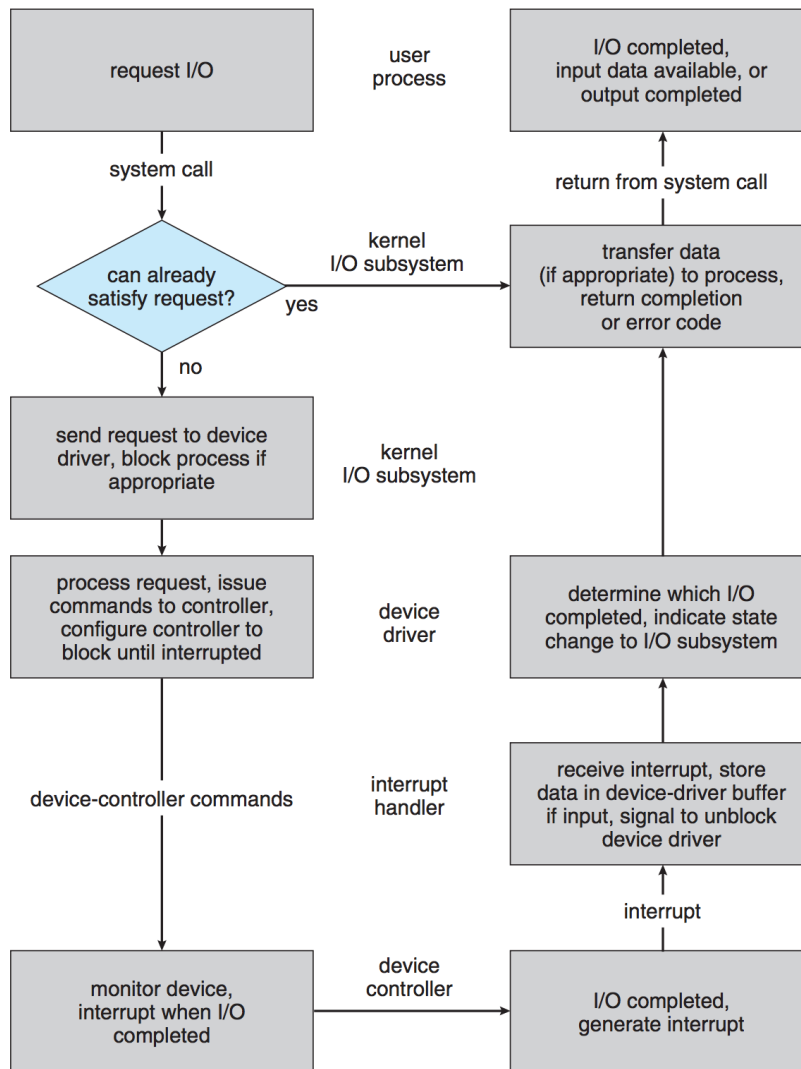 request I/O
user
process
I/O completed,
input data available, or
output completed
system call
return from system call
can already
satisfy request?
kernel
I/O subsystem
yes
transfer data
(if appropriate) to process,
return completion
or error code
no
send request to device
driver, block process if
appropriate
kernel
I/O subsystem
process request, issue
commands to controller,
configure controller to
block until interrupted
device
driver
determine which I/O
completed, indicate state
change to I/O subsystem
device-controller commands
interrupt
handler
receive interrupt, store
data in device-driver buffer
if input, signal to unblock
device driver
interrupt
monitor device,
interrupt when I/O
completed
device
controller
I/O completed,
generate interrupt